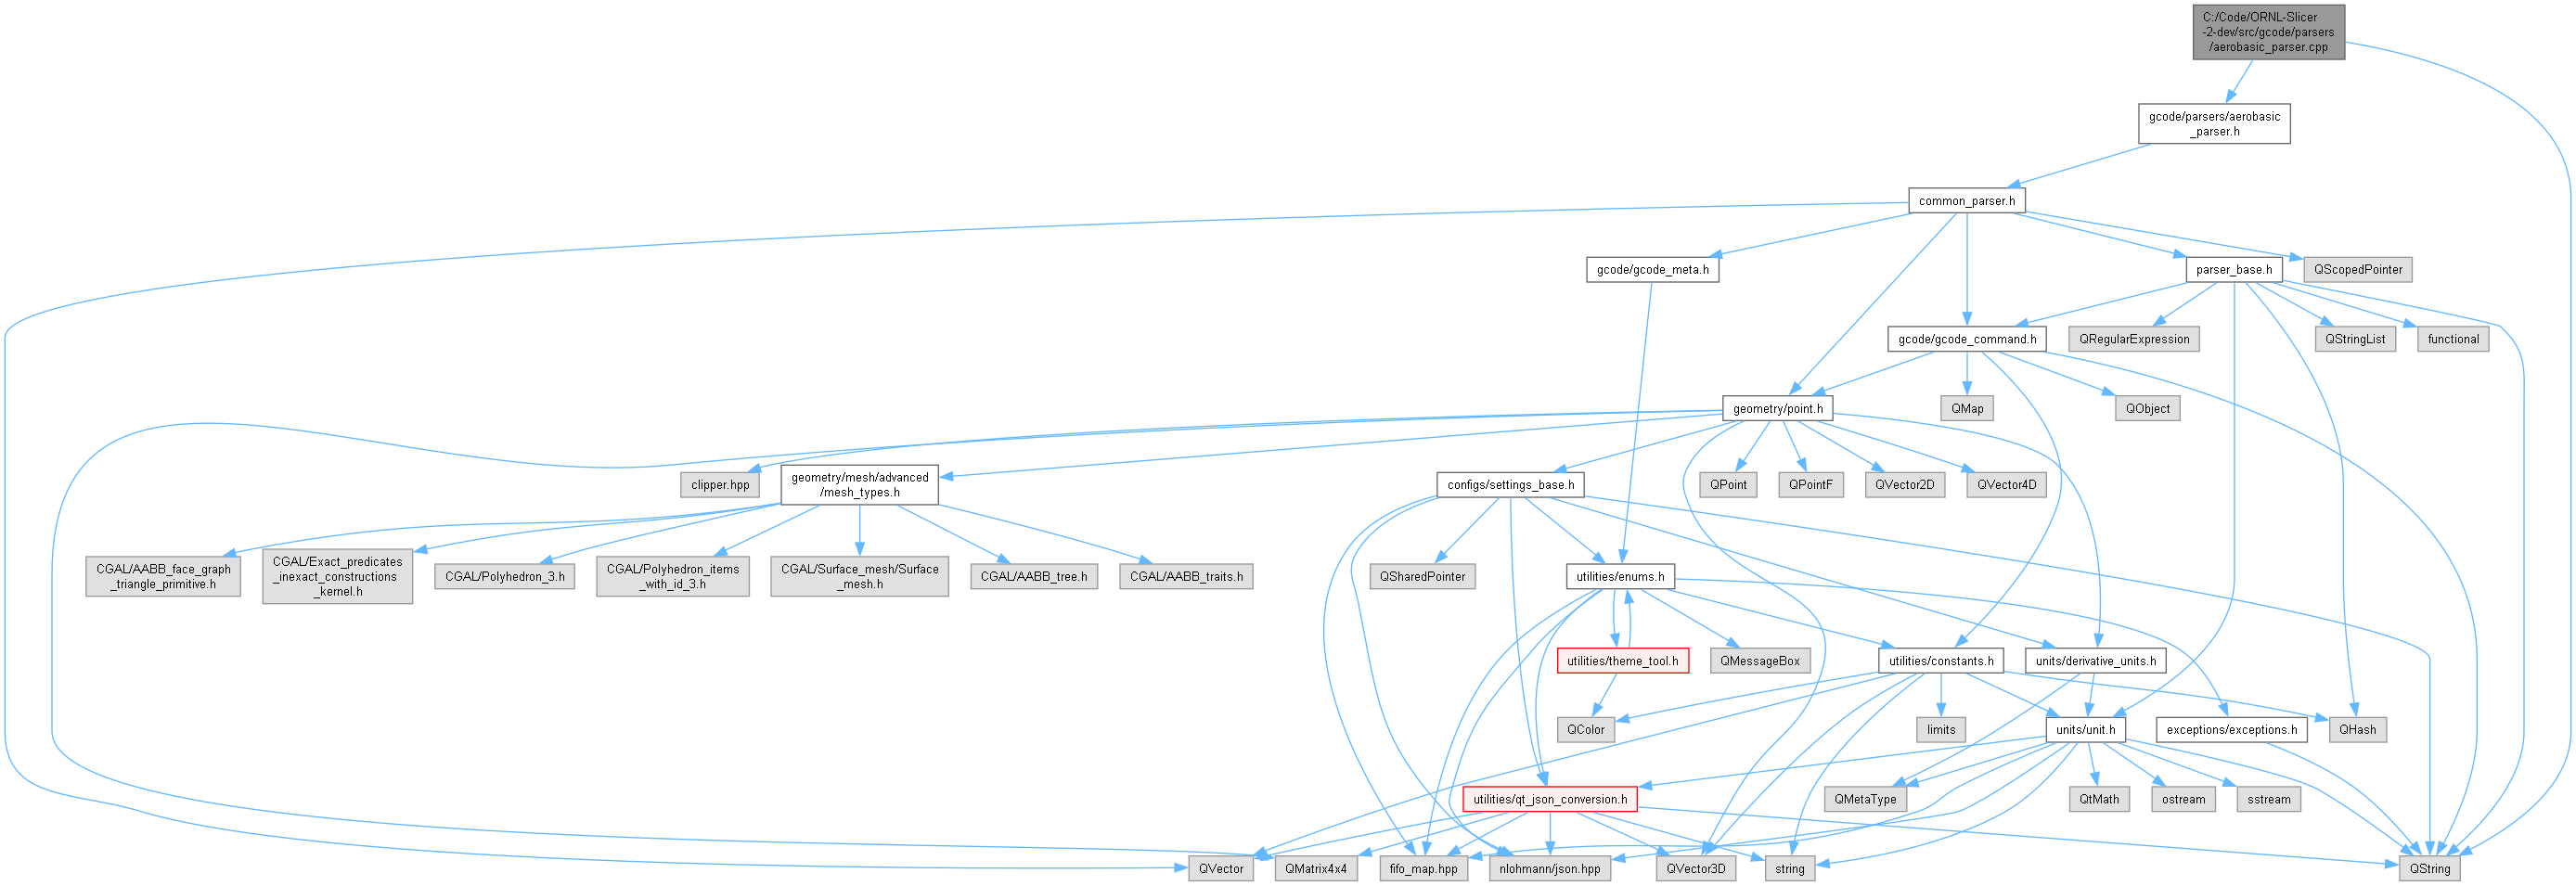 C:/Code/ORNL-Slicer
-2-dev/src/gcode/parsers
/aerobasic_parser.cpp
gcode/parsers/aerobasic
_parser.h
common_parser.h
gcode/gcode_meta.h
parser_base.h
QScopedPointer
gcode/gcode_command.h
QRegularExpression
QStringList
functional
geometry/point.h
QMap
QObject
clipper.hpp
geometry/mesh/advanced
/mesh_types.h
configs/settings_base.h
QPoint
QPointF
QVector2D
QVector4D
CGAL/AABB_face_graph
_triangle_primitive.h
CGAL/Exact_predicates
_inexact_constructions
_kernel.h
CGAL/Polyhedron_3.h
CGAL/Polyhedron_items
_with_id_3.h
CGAL/Surface_mesh/Surface
_mesh.h
CGAL/AABB_tree.h
CGAL/AABB_traits.h
QSharedPointer
utilities/enums.h
utilities/theme_tool.h
QMessageBox
utilities/constants.h
units/derivative_units.h
QColor
limits
units/unit.h
exceptions/exceptions.h
QHash
utilities/qt_json_conversion.h
QMetaType
QtMath
ostream
sstream
QVector
QMatrix4x4
fifo_map.hpp
nlohmann/json.hpp
QVector3D
string
QString